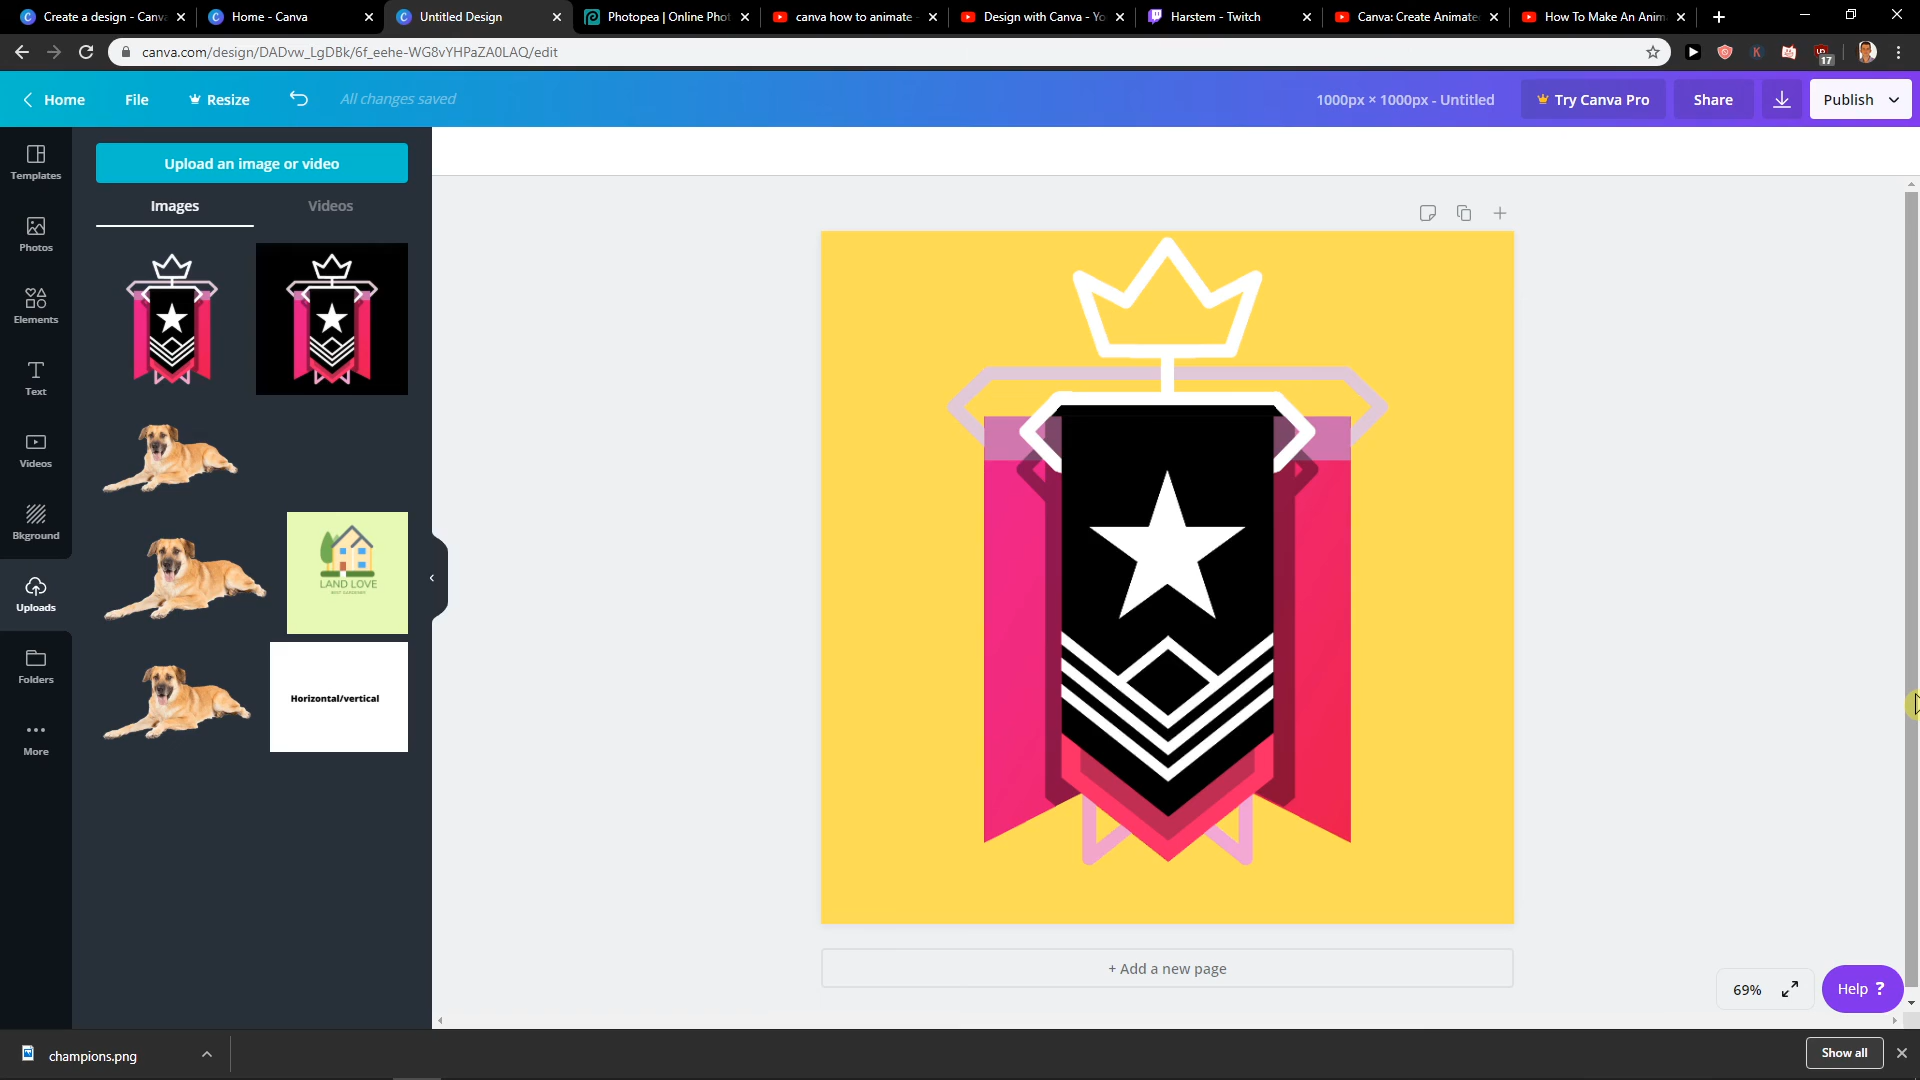 Create a design - Canva
Home - Canva
Untitled Design
Photopea | Online Phot
canva how to animate
Design with Canva - Yo
Harstem - Twitch
Canva: Create Animate
How To Make An Anim
canva.com/design/DADvw_LgDBk/6f_eehe-WG8vYHPaZA0LAQ/edit
17
Home
File
Resize
All changes saved
1000px × 1000px - Untitled
Try Canva Pro
Share
Publish
Templates
Photos
Elements
Text
Videos
Bkground
Uploads
Folders
More
Upload an image or video
Images
Videos
LAND LOVE
Horizontal/vertical
+ Add a new page
69%
Help ?
champions.png
Show all